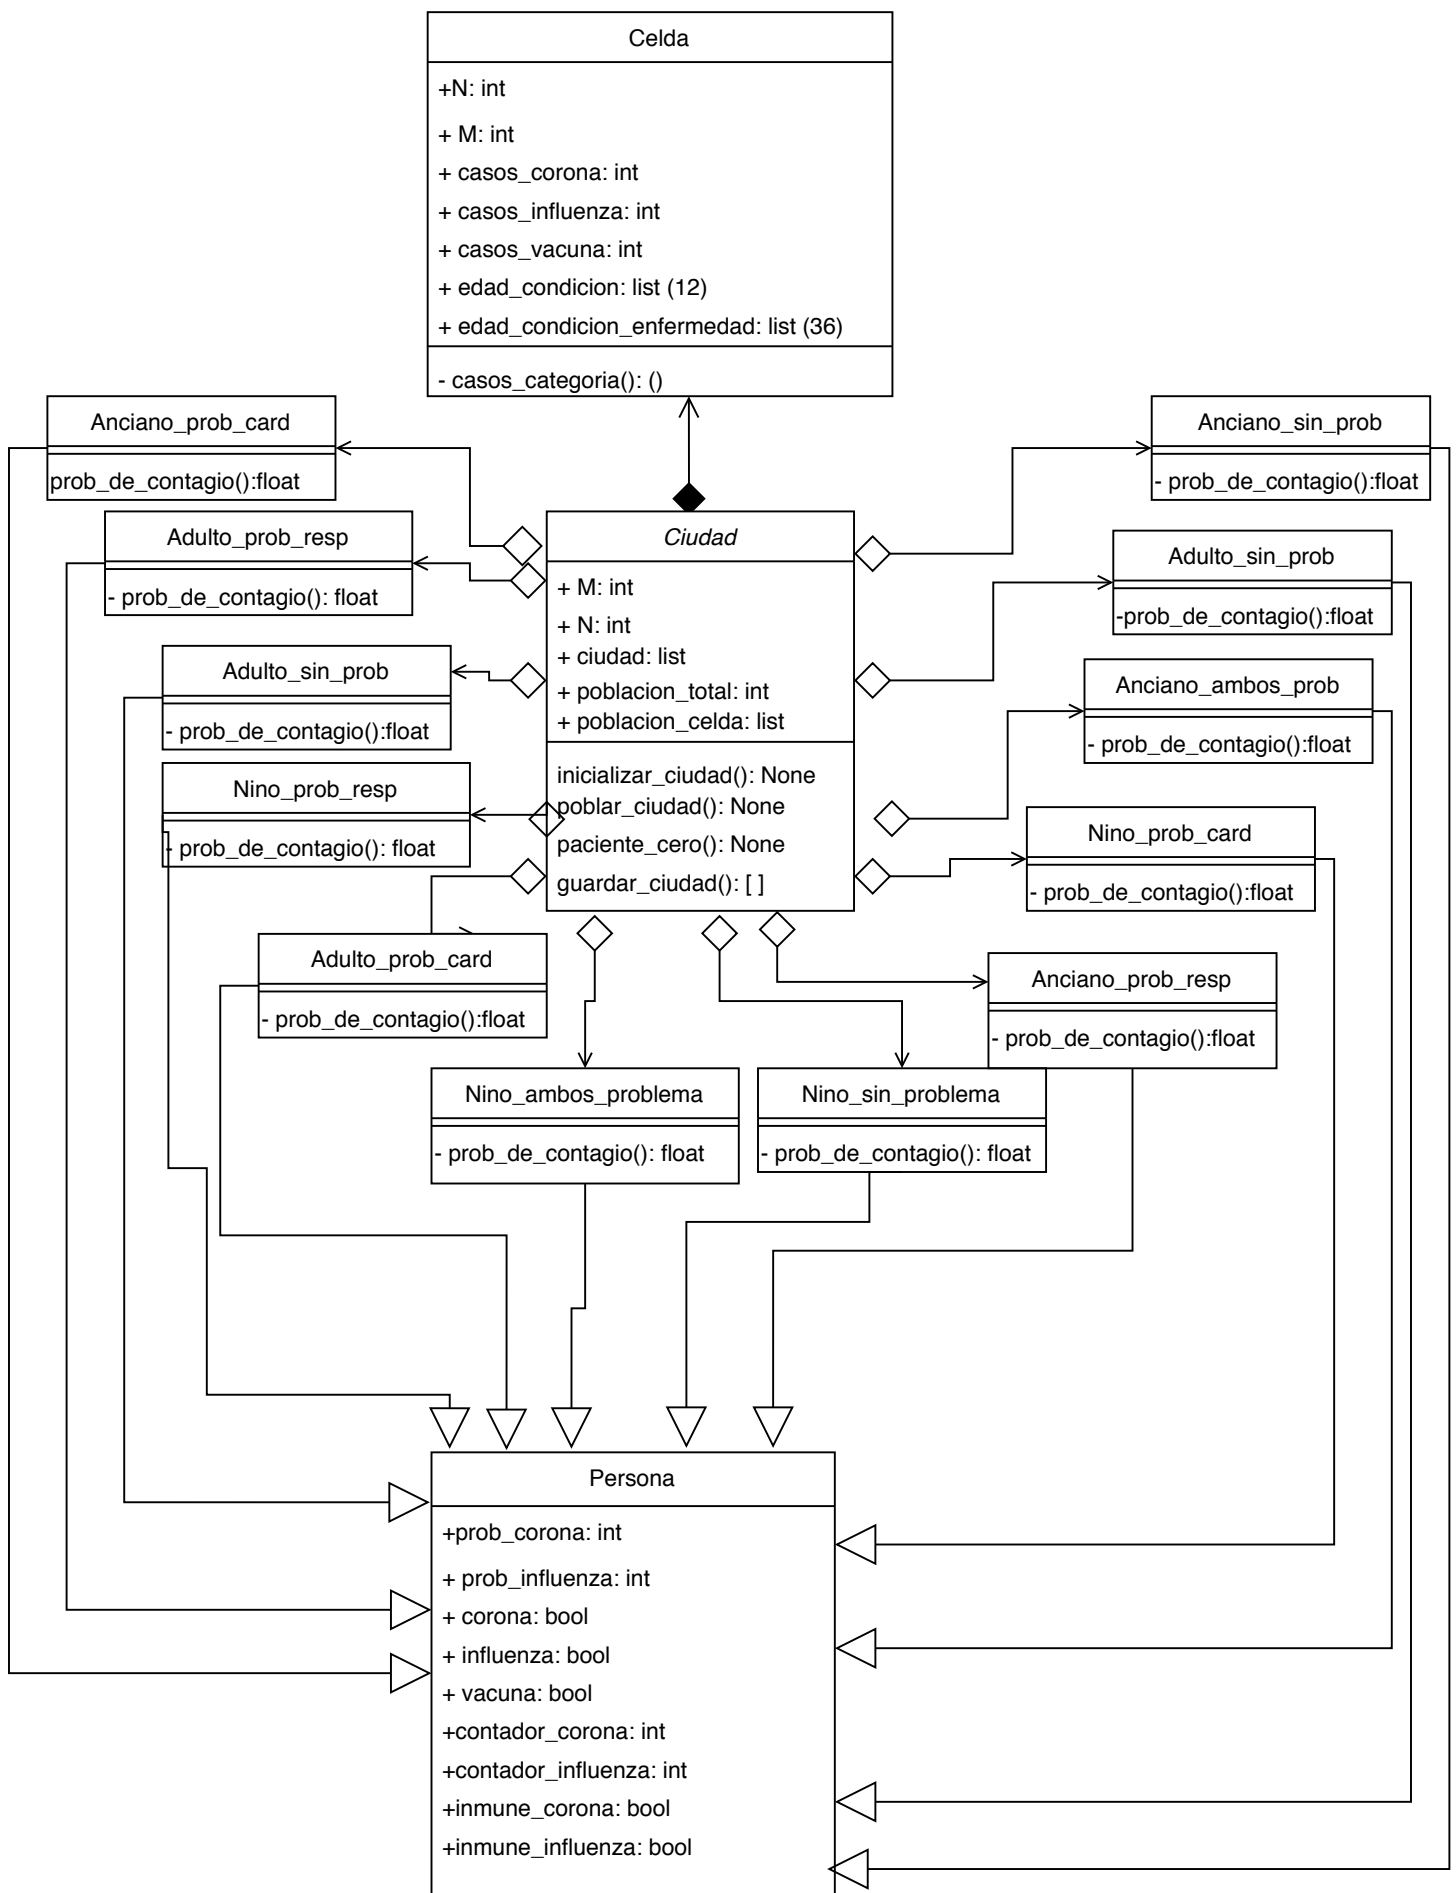 Celda
+N: int
+ M: int
+ casos_corona: int
+ casos_influenza: int
+ casos_vacuna: int
+ edad_condicion: list (12)
+ edad_condicion_enfermedad: list (36)
- casos_categoria(): ()
Anciano_prob_card
prob_de_contagio():float
Anciano_sin_prob
- prob_de_contagio():float
Adulto_prob_resp
- prob_de_contagio(): float
Ciudad
+ M: int
+ N: int
+ ciudad: list
+ poblacion_total: int
+ poblacion_celda: list
inicializar_ciudad(): None
poblar_ciudad(): None
paciente_cero(): None
guardar_ciudad(): [ ]
Adulto_sin_prob
-prob_de_contagio():float
Adulto_sin_prob
- prob_de_contagio():float
Anciano_ambos_prob
- prob_de_contagio():float
Nino_prob_resp
- prob_de_contagio(): float
Nino_prob_card
- prob_de_contagio():float
Adulto_prob_card
- prob_de_contagio():float
Anciano_prob_resp
- prob_de_contagio():float
Nino_ambos_problema
- prob_de_contagio(): float
Nino_sin_problema
- prob_de_contagio(): float
Persona
+prob_corona: int
+ prob_influenza: int
+ corona: bool
+ influenza: bool
+ vacuna: bool
+contador_corona: int
+contador_influenza: int
+inmune_corona: bool
+inmune_influenza: bool